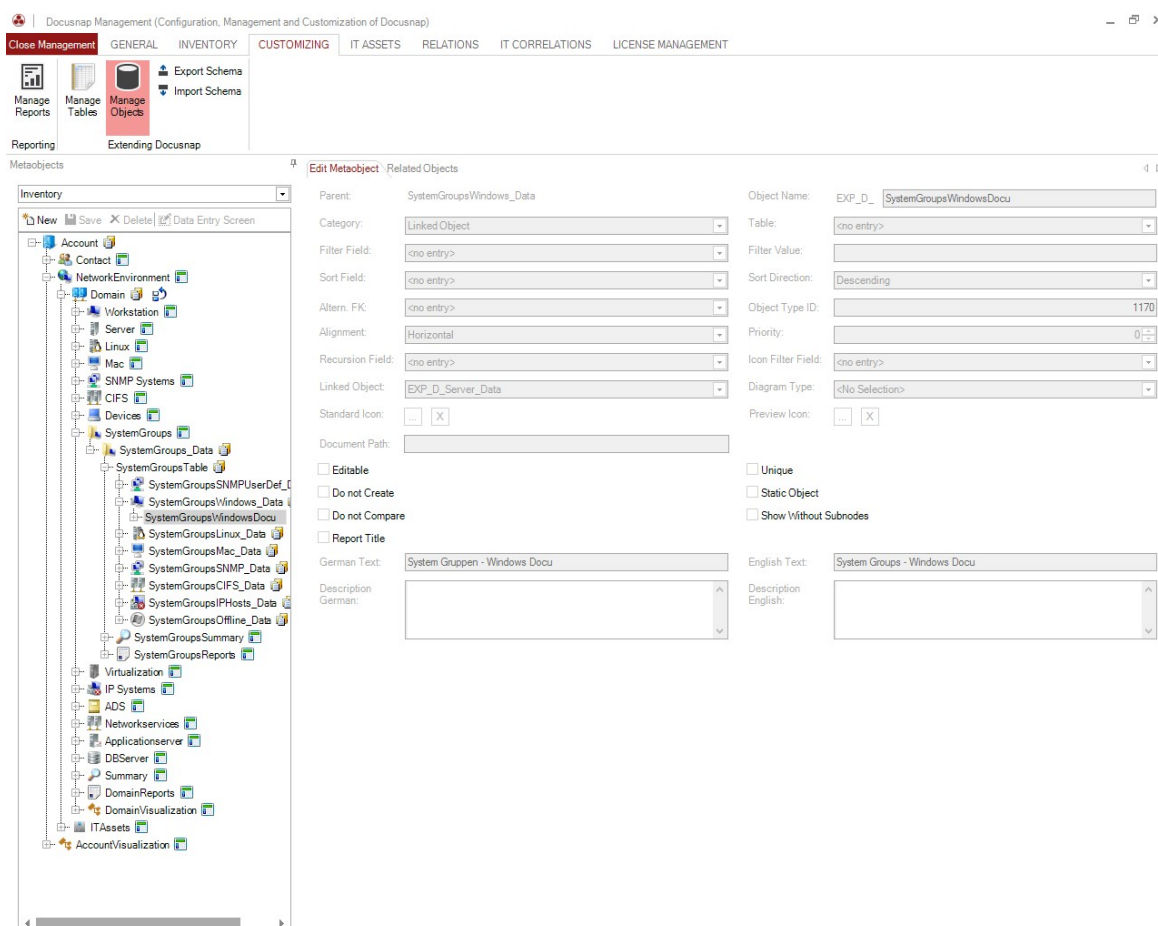 Docusnap Management (Configuration, Management and Customization of Docusnap)
Close Management GENERAL INVENTORY CUSTOMIZING IT ASSETS RELATIONS IT CORRELATIONS LICENSE MANAGEMENT
Manage Reports
Manage Tables
Manage Objects
Export Schema
Import Schema
Reporting Extending Docusnap
Metaobjects
Inventory
New Save Delete Data Entry Screen
Account
Contact
NetworkEnvironment
Domain
Workstation
Server
Linux
Mac
SNMP Systems
CIFS
Devices
SystemGroups
SystemGroups_Data
SystemGroupsTable
SystemGroupsSNMPUserDef_
SystemGroupsWindows_Data
SystemGroupsWindowsDocu
SystemGroupsLinux_Data
SystemGroupsMac_Data
SystemGroupsSNMP_Data
SystemGroupsCIFS_Data
SystemGroupsIPHosts_Data
SystemGroupsOffline_Data
SystemGroupsSummary
SystemGroupsReports
Virtualization
IP Systems
ADS
Networkservices
Applicationserver
DBServer
Summary
DomainReports
DomainVisualization
ITAssets
AccountVisualization
Edit Metaobject Related Objects
Parent: SystemGroupsWindows_Data Object Name: EXP_D_ SystemGroupsWindowsDocu
Category: Linked Object Table: <no entry>
Filter Field: <no entry> Filter Value:
Sort Field: <no entry> Sort Direction: Descending
Altern. FK: <no entry> Object Type ID: 1170
Alignment: Horizontal Priority: 0
Recursion Field: <no entry> Icon Filter Field: <no entry>
Linked Object: EXP_D_Server_Data Diagram Type: <No Selection>
Standard Icon: ... X Preview Icon: ... X
Document Path:
Editable Unique
Do not Create Static Object
Do not Compare Show Without Subnodes
Report Title
German Text: System Gruppen - Windows Docu English Text: System Groups - Windows Docu
Description German: Description English: